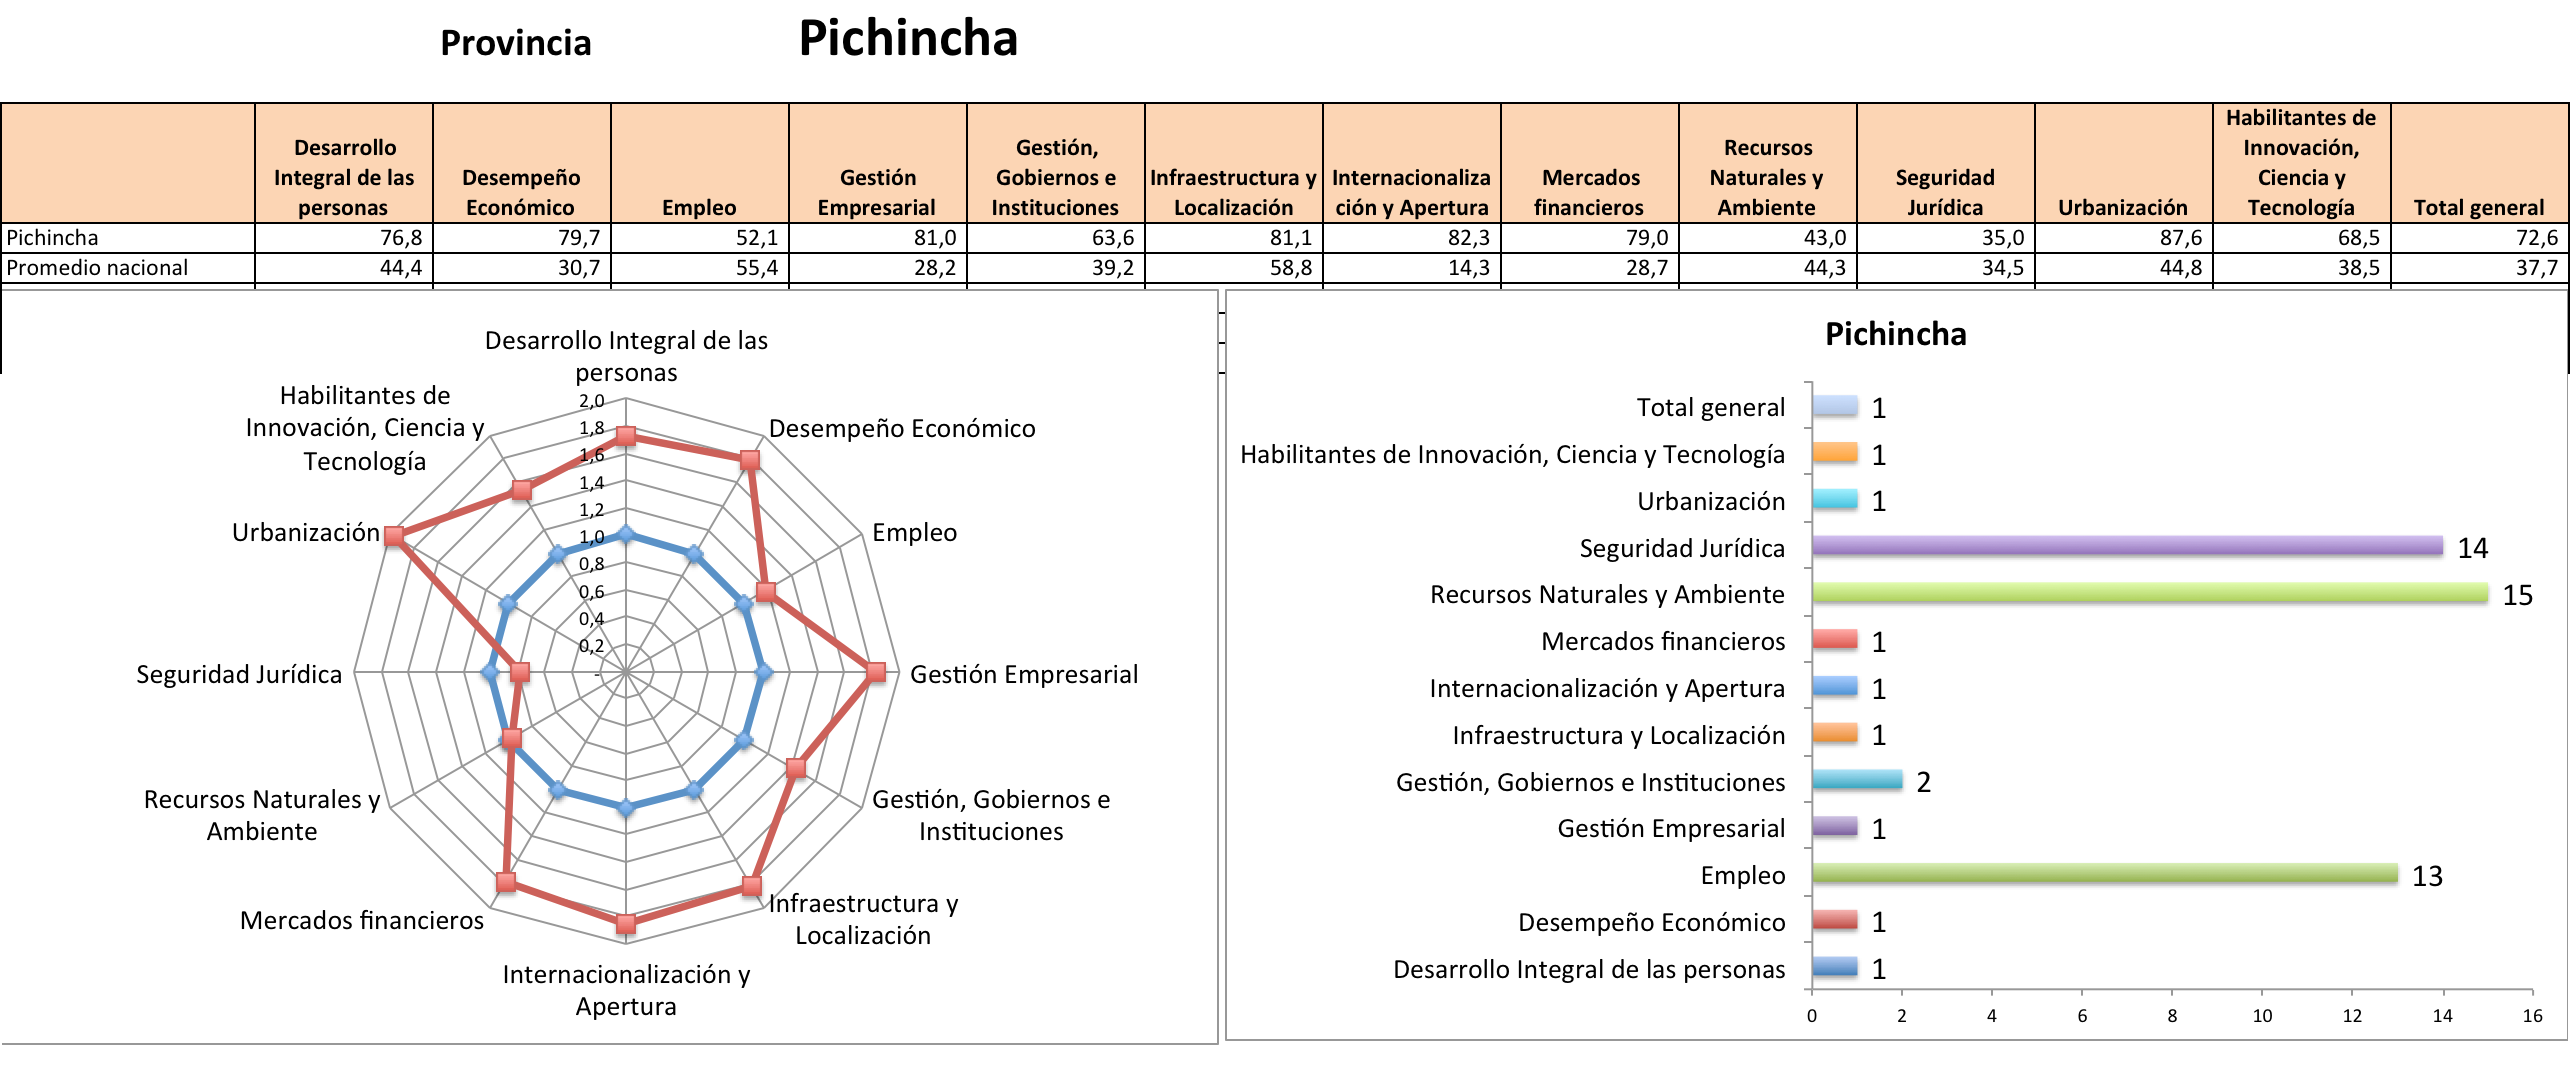 Provincia Pichincha
Desarrollo Integral de las personas
Desempeño Económico
Empleo
Gestión Empresarial
Gestión, Gobiernos e Instituciones
Infraestructura y Localización
Internacionaliza ción y Apertura
Mercados financieros
Recursos Naturales y Ambiente
Seguridad Jurídica
Urbanización
Habilitantes de Innovación, Ciencia y Tecnología
Total general
Pichincha 76,8 79,7 52,1 81,0 63,6 81,1 82,3 79,0 43,0 35,0 87,6 68,5 72,6
Promedio nacional 44,4 30,7 55,4 28,2 39,2 58,8 14,3 28,7 44,3 34,5 44,8 38,5 37,7
Desarrollo Integral de las
personas
Desempeño Económico
Empleo
Gestión Empresarial
Gestión, Gobiernos e
Instituciones
Infraestructura y
Localización
Internacionalización y
Apertura
Mercados financieros
Recursos Naturales y
Ambiente
Seguridad Jurídica
Urbanización
Habilitantes de
Innovación, Ciencia y
Tecnología
2,0
1,8
1,6
1,4
1,2
1,0
0,8
0,6
0,4
0,2
-
Pichincha
Total general 1
Habilitantes de Innovación, Ciencia y Tecnología 1
Urbanización 1
Seguridad Jurídica 14
Recursos Naturales y Ambiente 15
Mercados financieros 1
Internacionalización y Apertura 1
Infraestructura y Localización 1
Gestión, Gobiernos e Instituciones 2
Gestión Empresarial 1
Empleo 13
Desempeño Económico 1
Desarrollo Integral de las personas 1
0 2 4 6 8 10 12 14 16